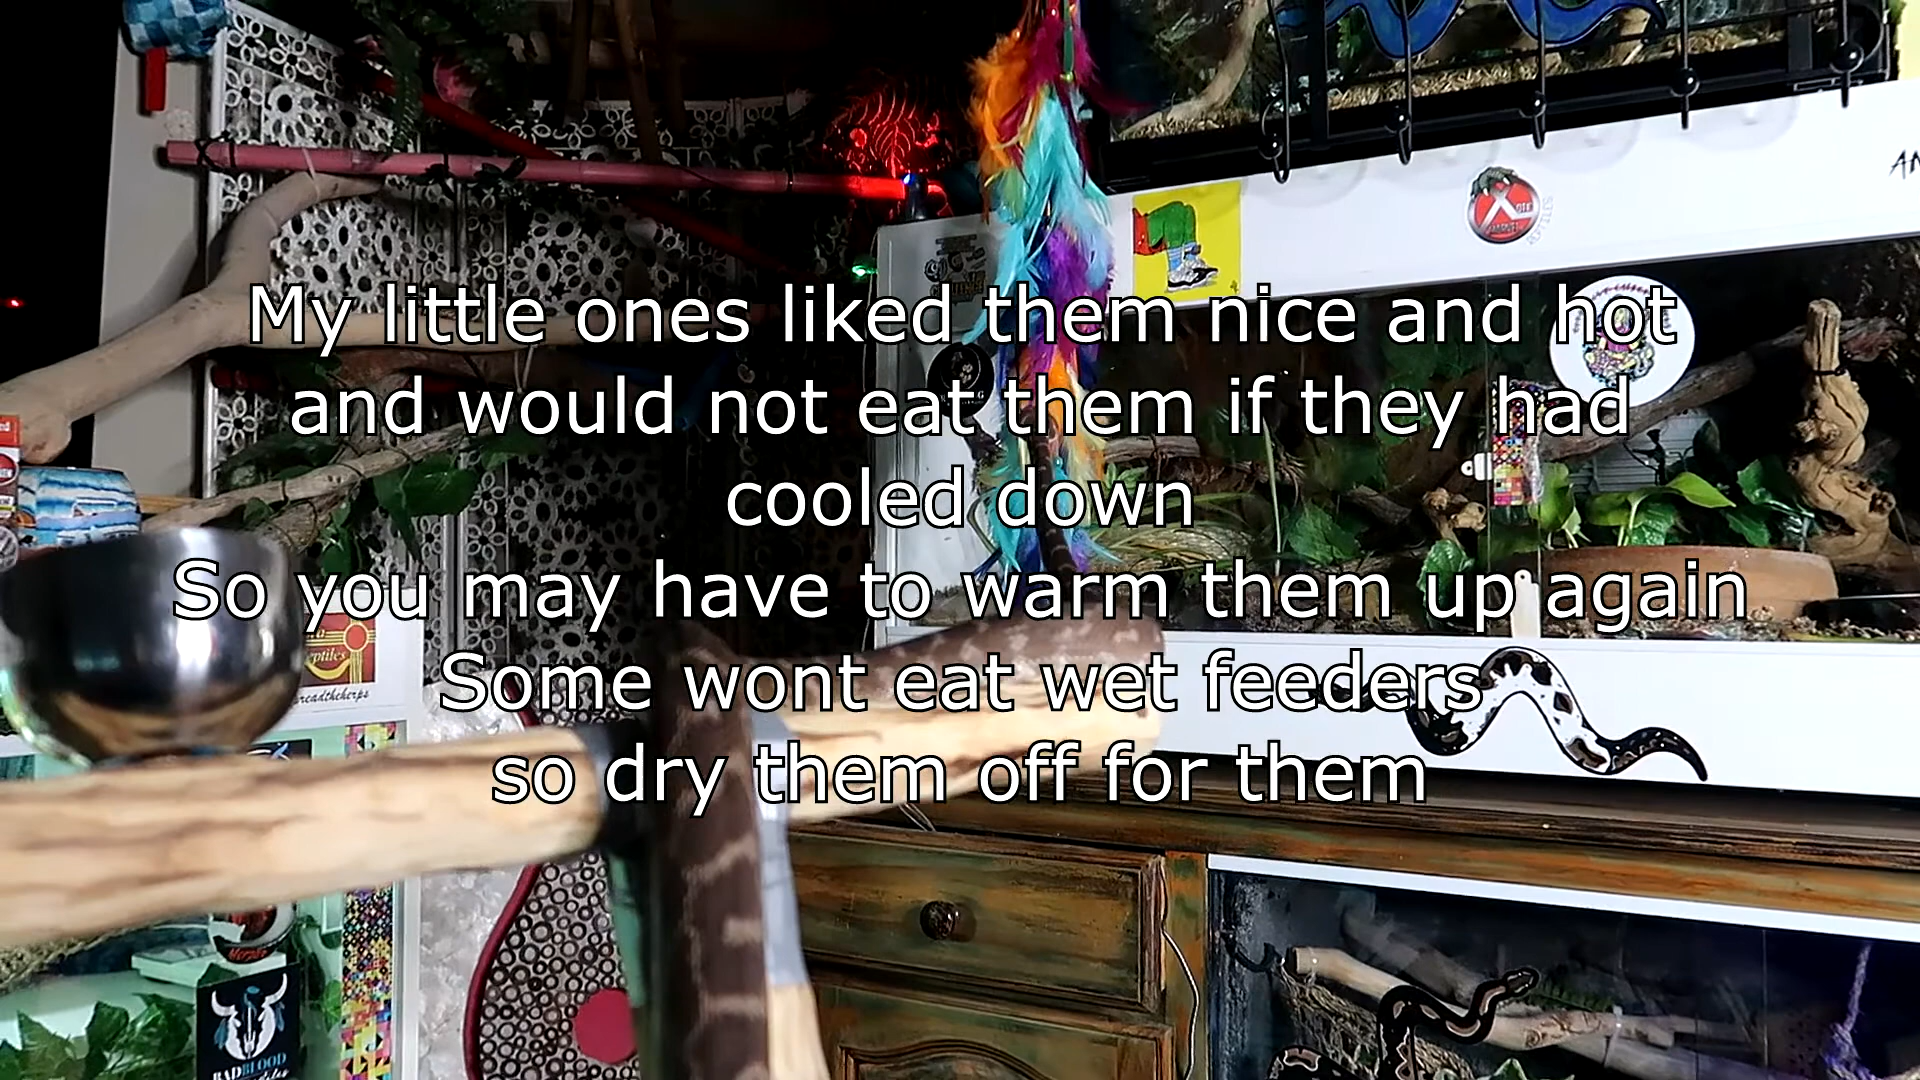 My little ones liked them nice and hot
and would not eat them if they had
cooled down
So you may have to warm them up again
Some wont eat wet feeders
so dry them off for them
BADBLOOD